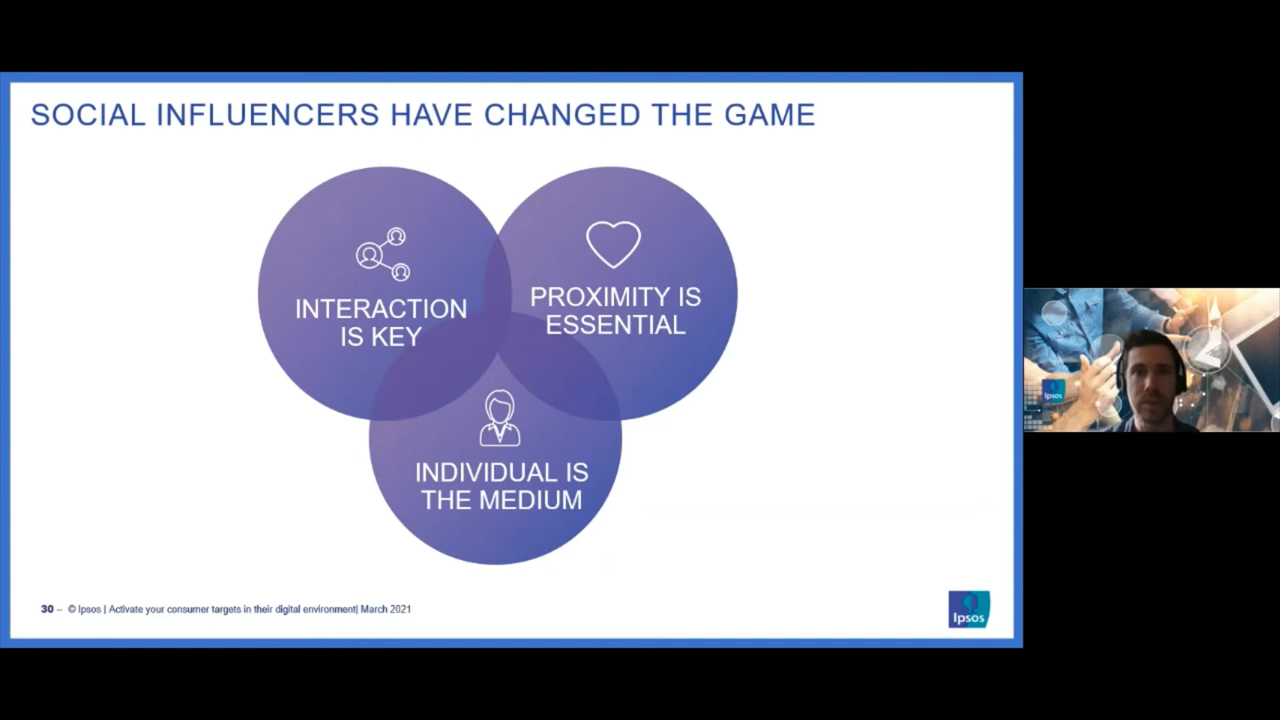 SOCIAL INFLUENCERS HAVE CHANGED THE GAME
INTERACTION
IS KEY
PROXIMITY IS
ESSENTIAL
INDIVIDUAL IS
THE MEDIUM
30 – © Ipsos | Activate your consumer targets in their digital environment| March 2021
Ipsos
Ipsos